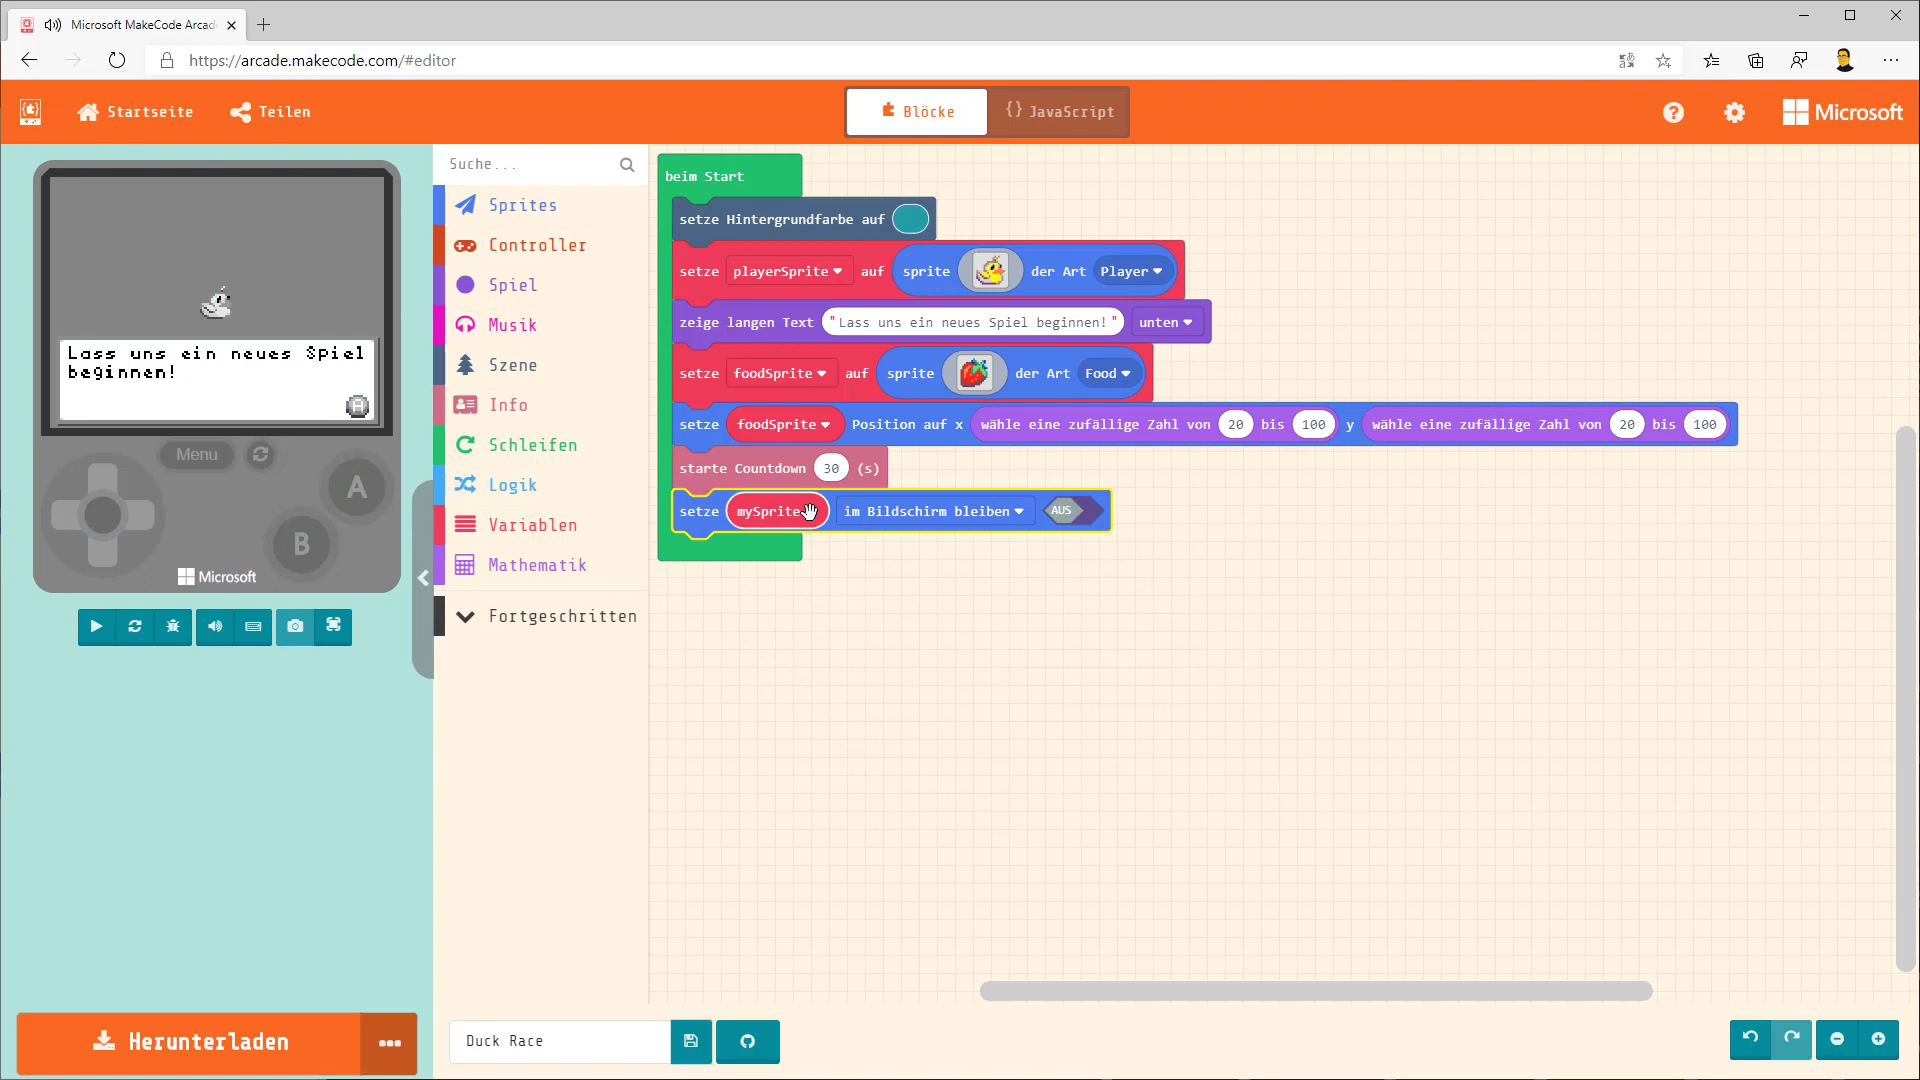 Microsoft MakeCode Arcade
https://arcade.makecode.com/#editor
Startseite
Teilen
Blöcke
{} JavaScript
Microsoft
Lass uns ein neues Spiel
beginnen!
A
Menu
A
B
Microsoft
Suche...
Sprites
Controller
Spiel
Musik
Szene
Info
Schleifen
Logik
Variablen
Mathematik
Fortgeschritten
beim Start
setze Hintergrundfarbe auf
setze playerSprite auf sprite der Art Player
zeige langen Text "Lass uns ein neues Spiel beginnen!" unten
setze foodSprite auf sprite der Art Food
setze foodSprite Position auf x wähle eine zufällige Zahl von 20 bis 100 y wähle eine zufällige Zahl von 20 bis 100
starte Countdown 30 (s)
setze mySprite im Bildschirm bleiben AUS
Herunterladen
Duck Race